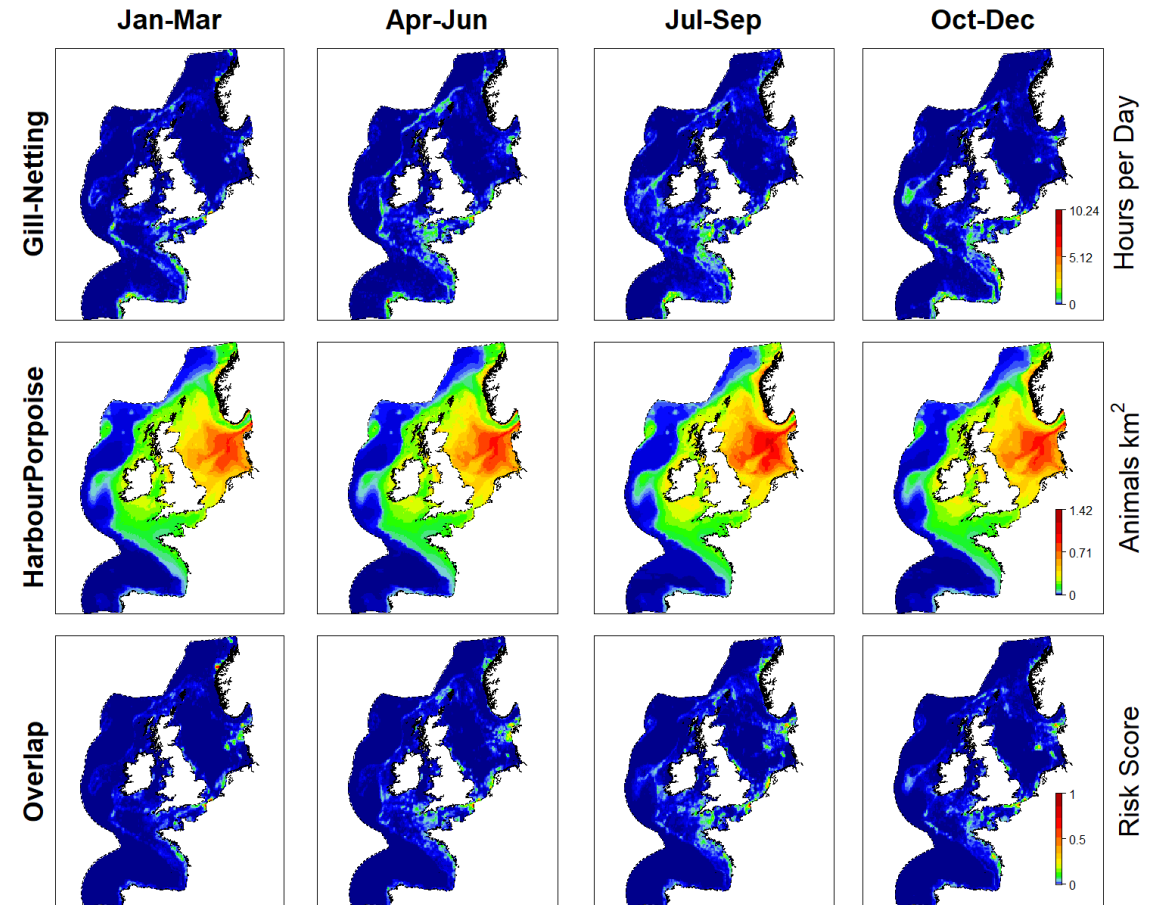 Jan-Mar Apr-Jun Jul-Sep Oct-Dec
Gill-Netting
10.24
5.12
0
Hours per Day
HarbourPorpoise
1.42
0.71
0
Animals km²
Overlap
1
0.5
0
Risk Score